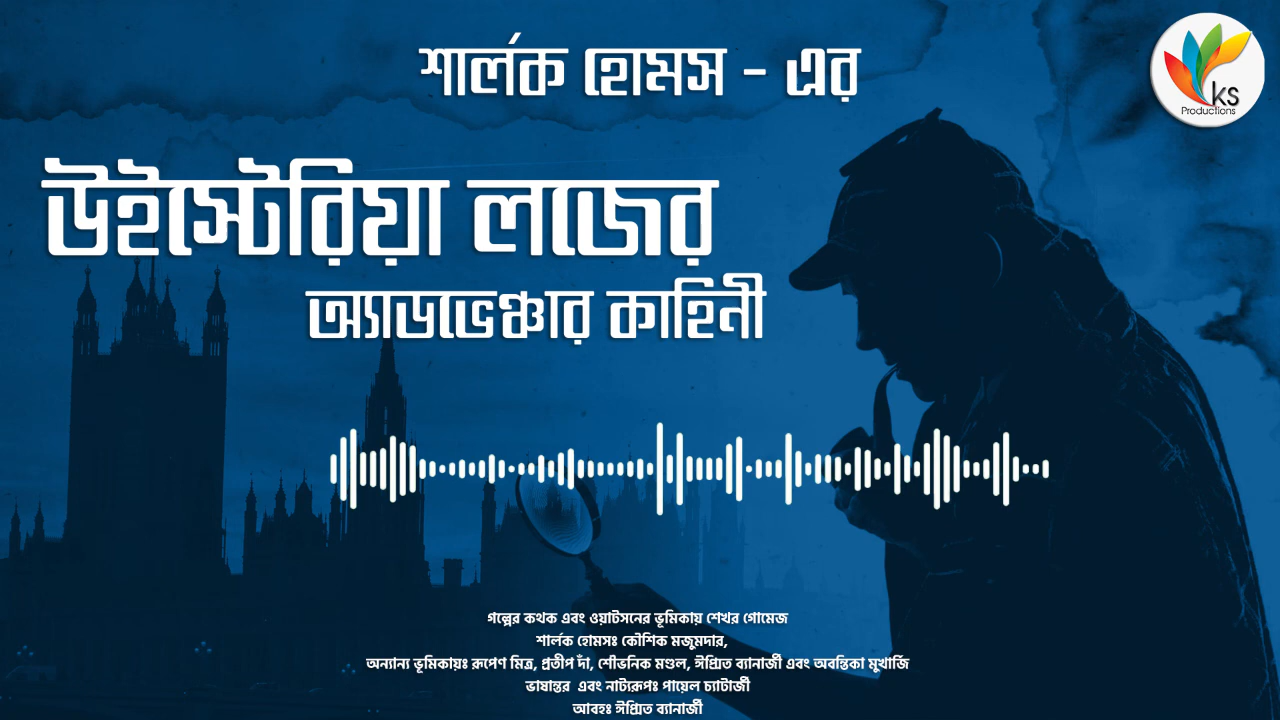 শার্লক হোমস - এর
ks
Productions
উইস্টেরিয়া লজের
অ্যাডভেঞ্চার কাহিনী
গল্পের কথক এবং ওয়াটসনের ভূমিকায় শেখর গোমেজ
শার্লক হোমসঃ কৌশিক মজুমদার,
অন্যান্য ভূমিকায়ঃ রুপেণ মিত্র, প্রতীপ দাঁ, শৌভনিক মণ্ডল, ঈপ্সিত ব্যানার্জী এবং অবন্তিকা মুখার্জি
ভাষান্তর এবং নাট্যরূপঃ পায়েল চ্যাটার্জী
আবহঃ ঈপ্সিত ব্যানার্জী